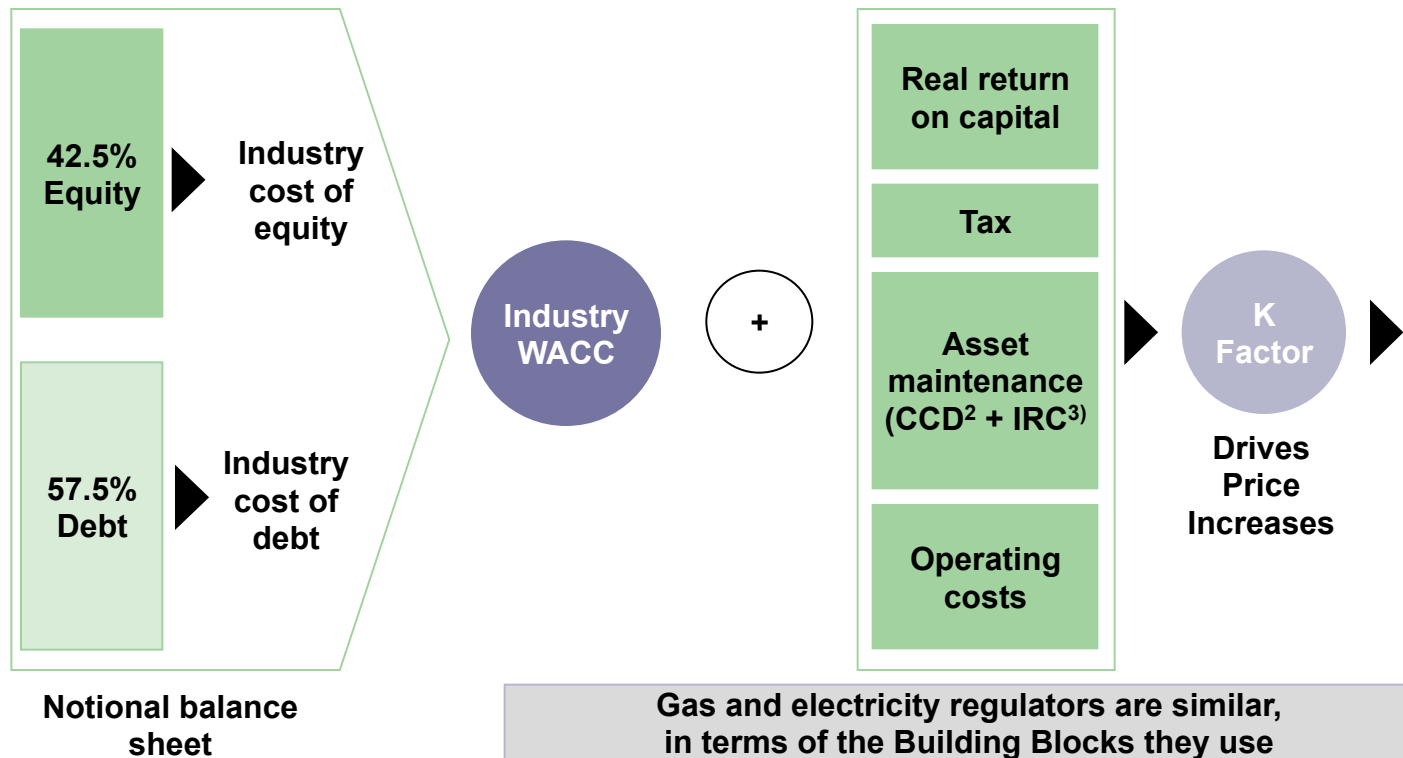 42.5%
Equity
Industry
cost of
equity
57.5%
Debt
Industry
cost of
debt
Notional balance
sheet
Industry
WACC
+
Real return
on capital
Tax
Asset
maintenance
(CCD² + IRC³⁾
Operating
costs
K
Factor
Drives
Price
Increases
Gas and electricity regulators are similar,
in terms of the Building Blocks they use